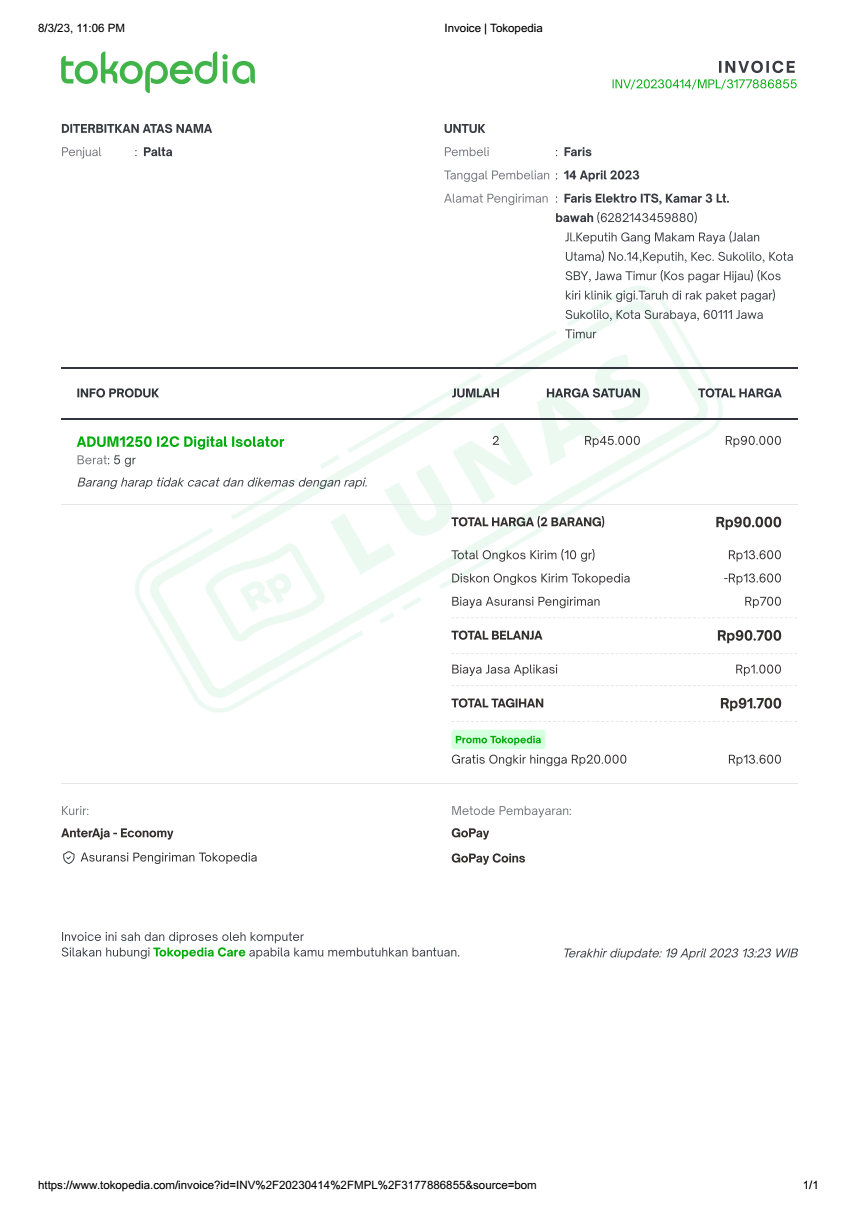 8/3/23, 11:06 PM Invoice | Tokopedia
tokopedia
INVOICE
INV/20230414/MPL/3177886855
DITERBITKAN ATAS NAMA
Penjual : Palta
UNTUK
Pembeli : Faris
Tanggal Pembelian : 14 April 2023
Alamat Pengiriman : Faris Elektro ITS, Kamar 3 Lt.
bawah (6282143459880)
Jl.Keputih Gang Makam Raya (Jalan
Utama) No.14,Keputih, Kec. Sukolilo, Kota
SBY, Jawa Timur (Kos pagar Hijau) (Kos
kiri klinik gigi.Taruh di rak paket pagar)
Sukolilo, Kota Surabaya, 60111 Jawa
Timur
INFO PRODUK JUMLAH HARGA SATUAN TOTAL HARGA
ADUM1250 I2C Digital Isolator 2 Rp45.000 Rp90.000
Berat: 5 gr
Barang harap tidak cacat dan dikemas dengan rapi.
Rp LUNAS
TOTAL HARGA (2 BARANG) Rp90.000
Total Ongkos Kirim (10 gr) Rp13.600
Diskon Ongkos Kirim Tokopedia -Rp13.600
Biaya Asuransi Pengiriman Rp700
TOTAL BELANJA Rp90.700
Biaya Jasa Aplikasi Rp1.000
TOTAL TAGIHAN Rp91.700
Promo Tokopedia
Gratis Ongkir hingga Rp20.000 Rp13.600
Kurir:
AnterAja - Economy
Asuransi Pengiriman Tokopedia
Metode Pembayaran:
GoPay
GoPay Coins
Invoice ini sah dan diproses oleh komputer
Silakan hubungi Tokopedia Care apabila kamu membutuhkan bantuan.
Terakhir diupdate: 19 April 2023 13:23 WIB
https://www.tokopedia.com/invoice?id=INV%2F20230414%2FMPL%2F3177886855&source=bom 1/1